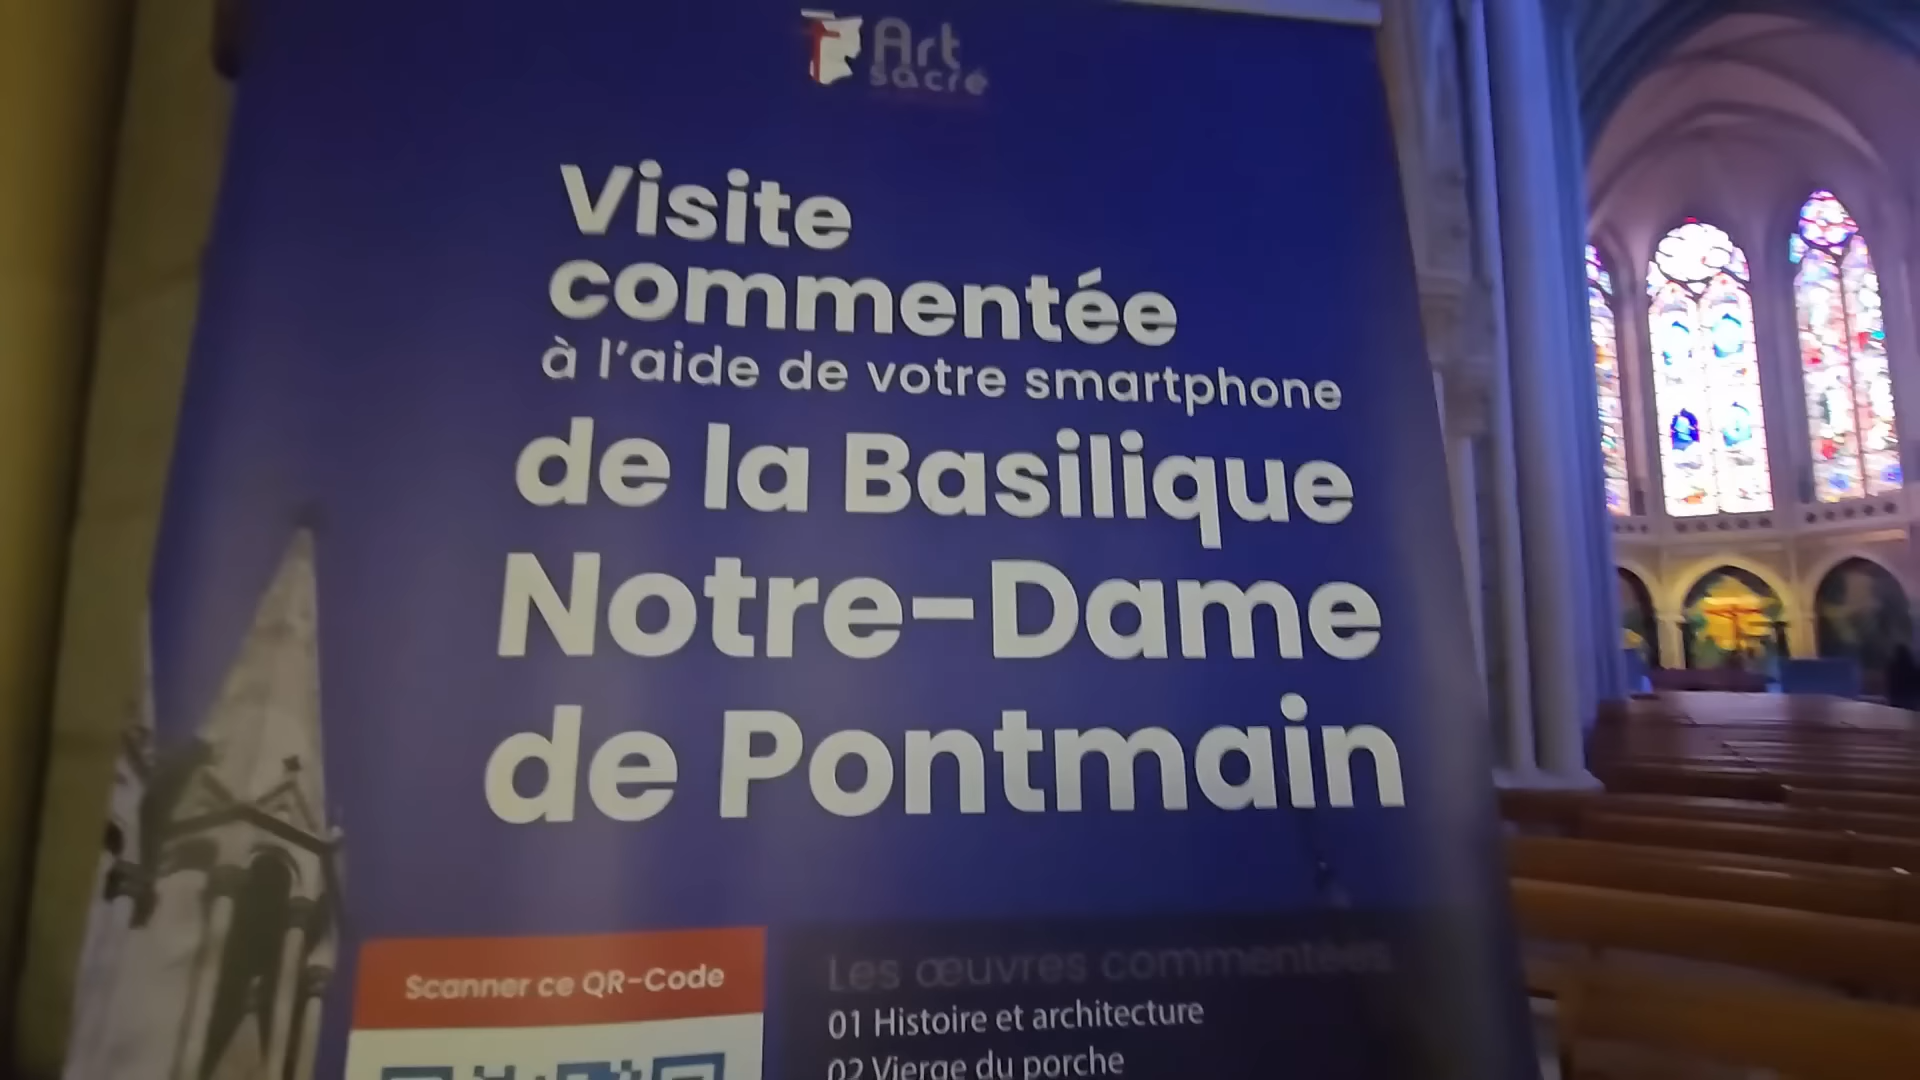 Art
sacré
Visite
commentée
à l'aide de votre smartphone
de la Basilique
Notre-Dame
de Pontmain
Scanner ce QR-Code
Les œuvres commentées
01 Histoire et architecture
02 Vierge du porche